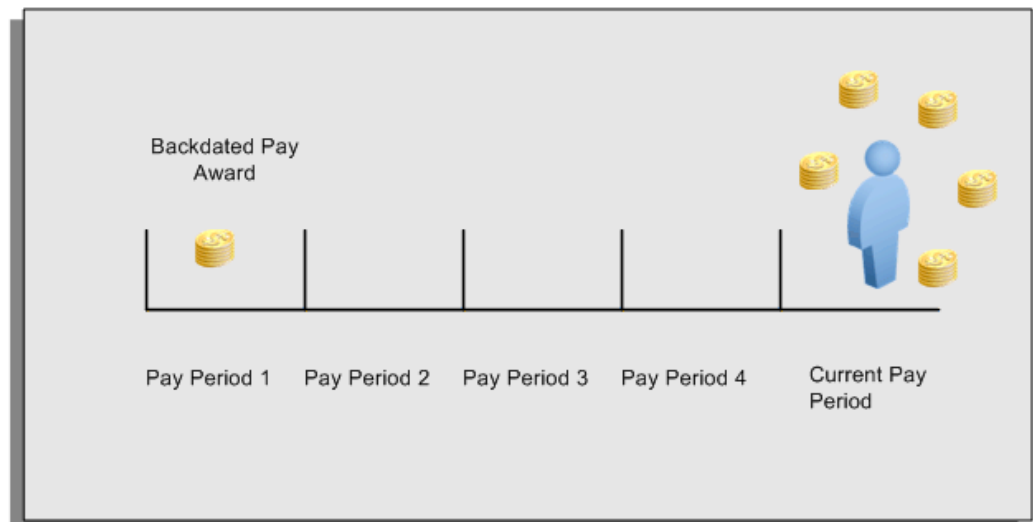 Backdated Pay
Award
Pay Period 1
Pay Period 2
Pay Period 3
Pay Period 4
Current Pay
Period